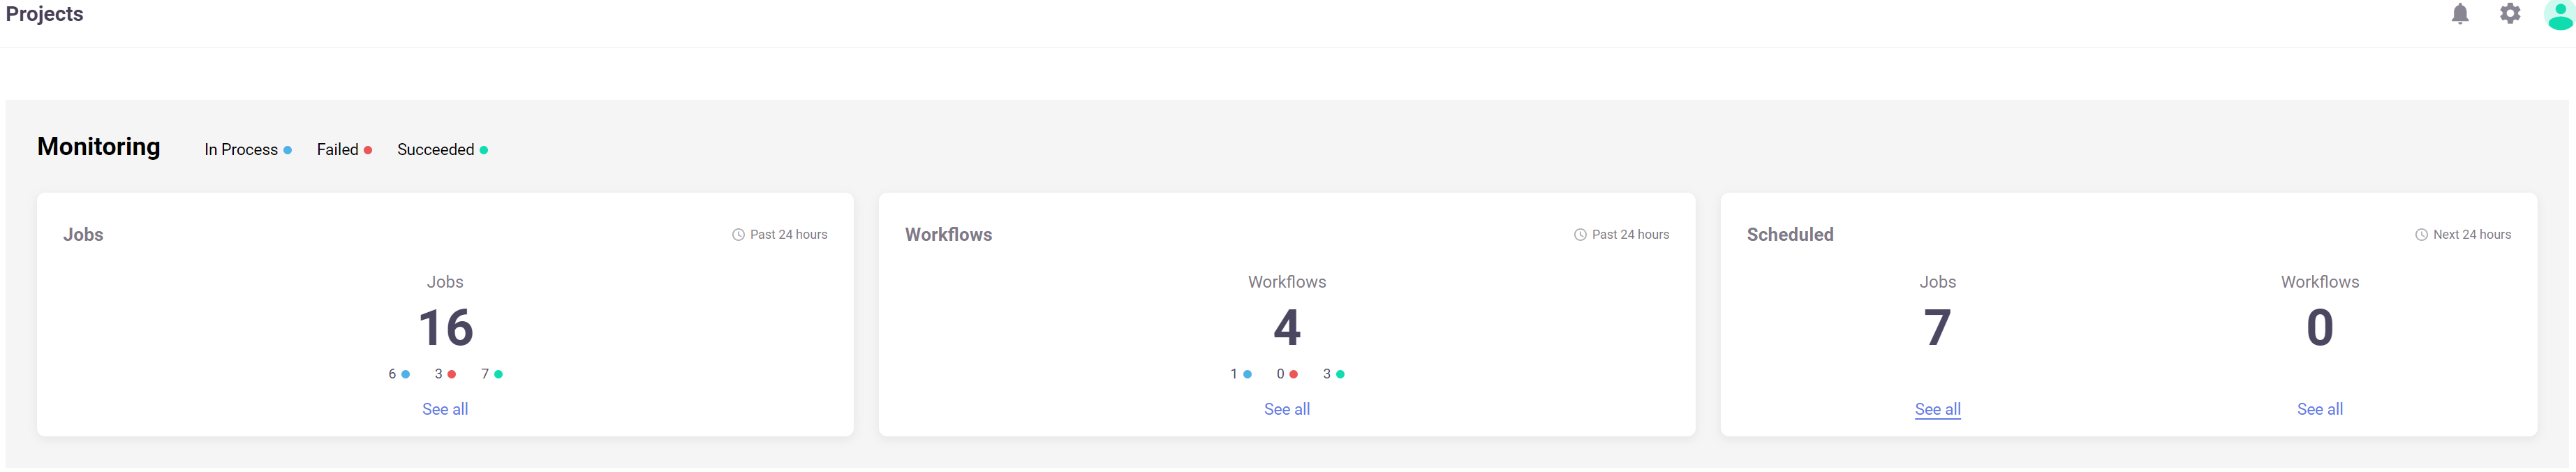 Projects
Monitoring In Process Failed Succeeded
Jobs Past 24 hours
Jobs
16
6 3 7
See all
Workflows Past 24 hours
Workflows
4
1 0 3
See all
Scheduled Next 24 hours
Jobs Workflows
7 0
See all See all